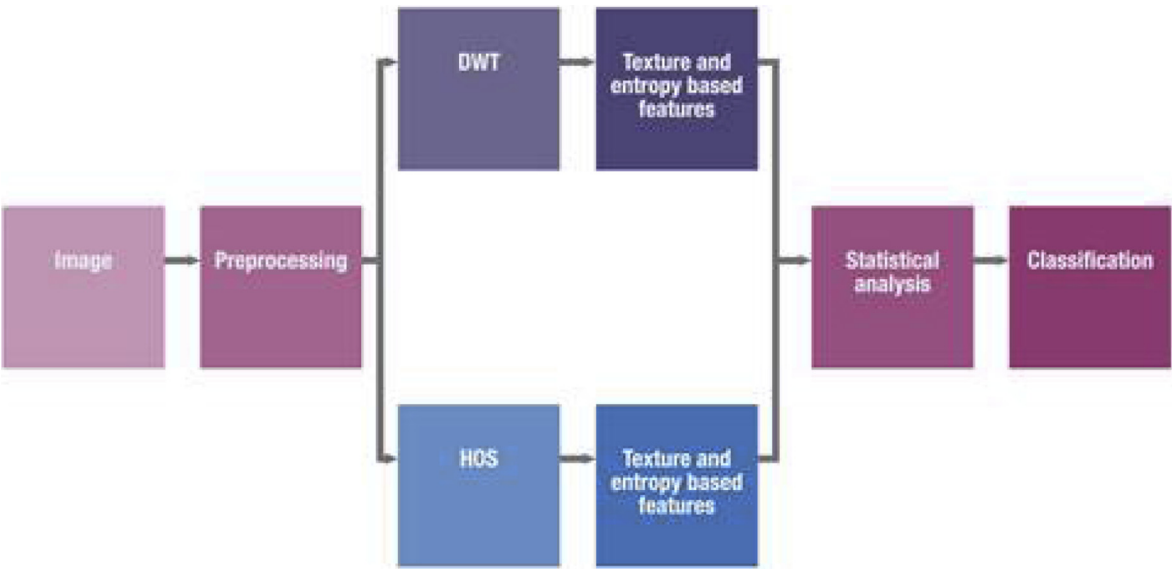 Image
Preprocessing
DWT
Texture and
entropy based
features
HOS
Texture and
entropy based
features
Statistical
analysis
Classification